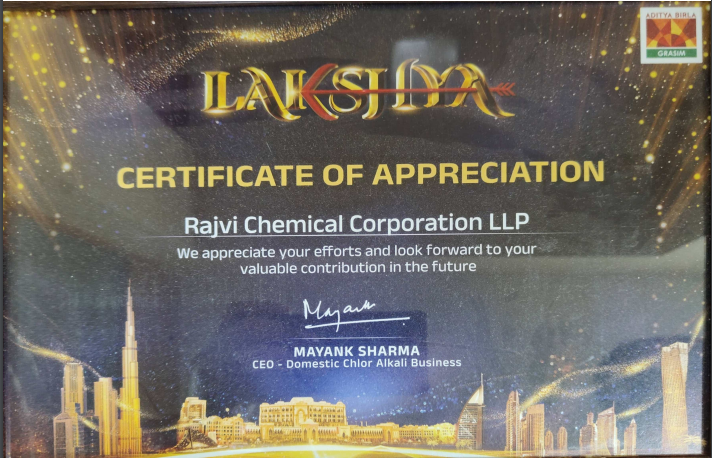 ADITYA BIRLA
GRASIM
LAKSHYA
CERTIFICATE OF APPRECIATION
Rajvi Chemical Corporation LLP
We appreciate your efforts and look forward to your
valuable contribution in the future
Mayank
MAYANK SHARMA
CEO - Domestic Chlor Alkali Business